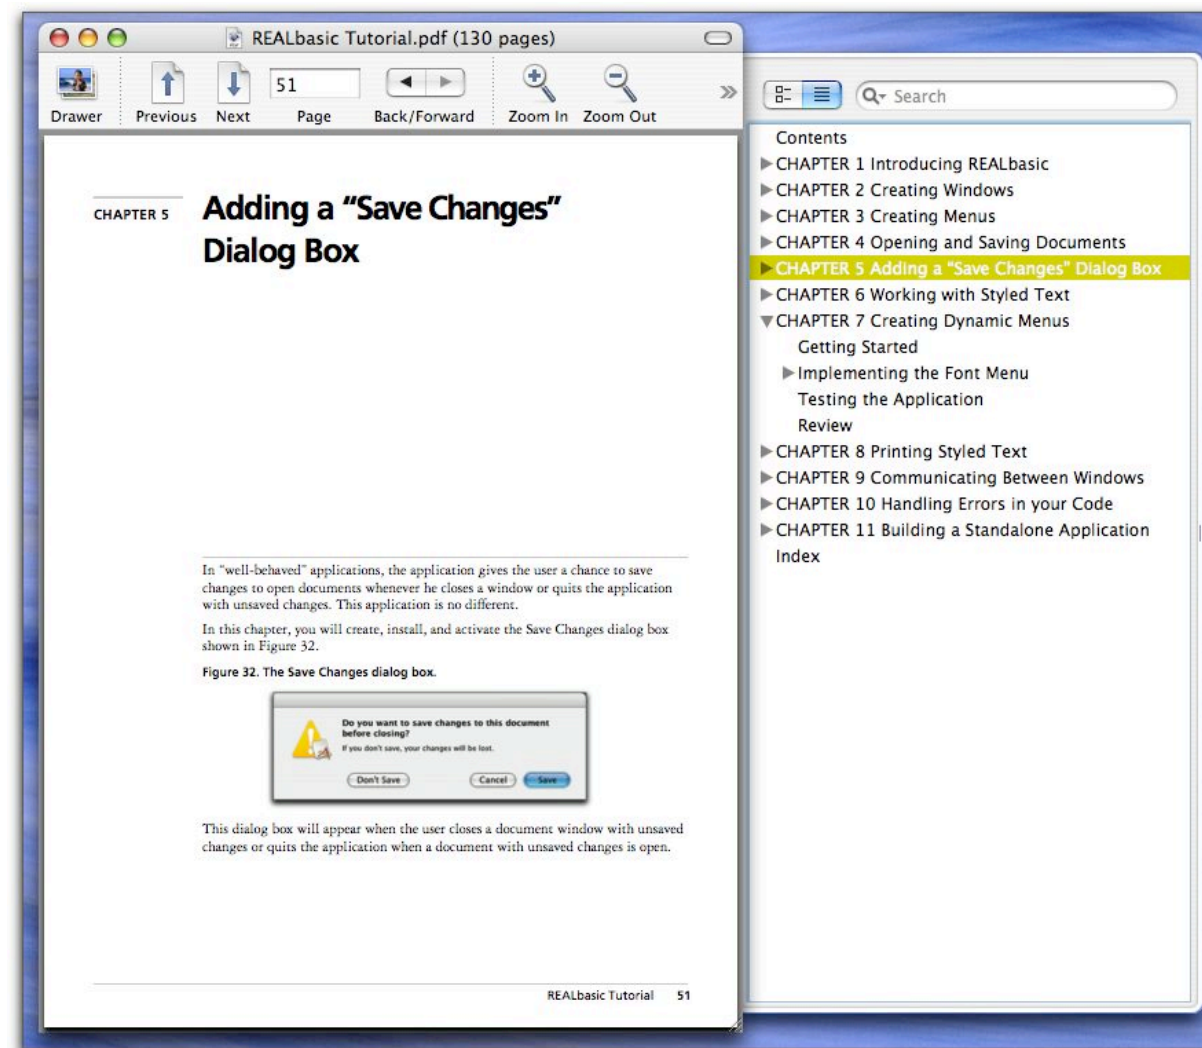 REALbasic Tutorial.pdf (130 pages)
51
Drawer Previous Next Page Back/Forward Zoom In Zoom Out
CHAPTER 5
Adding a “Save Changes”
Dialog Box
In “well-behaved” applications, the application gives the user a chance to save
changes to open documents whenever he closes a window or quits the application
with unsaved changes. This application is no different.
In this chapter, you will create, install, and activate the Save Changes dialog box
shown in Figure 32.
Figure 32. The Save Changes dialog box.
Do you want to save changes to this document
before closing?
If you don't save, your changes will be lost.
Don't Save Cancel Save
This dialog box will appear when the user closes a document window with unsaved
changes or quits the application when a document with unsaved changes is open.
REALbasic Tutorial 51
Search
Contents
CHAPTER 1 Introducing REALbasic
CHAPTER 2 Creating Windows
CHAPTER 3 Creating Menus
CHAPTER 4 Opening and Saving Documents
CHAPTER 5 Adding a “Save Changes” Dialog Box
CHAPTER 6 Working with Styled Text
CHAPTER 7 Creating Dynamic Menus
Getting Started
Implementing the Font Menu
Testing the Application
Review
CHAPTER 8 Printing Styled Text
CHAPTER 9 Communicating Between Windows
CHAPTER 10 Handling Errors in your Code
CHAPTER 11 Building a Standalone Application
Index